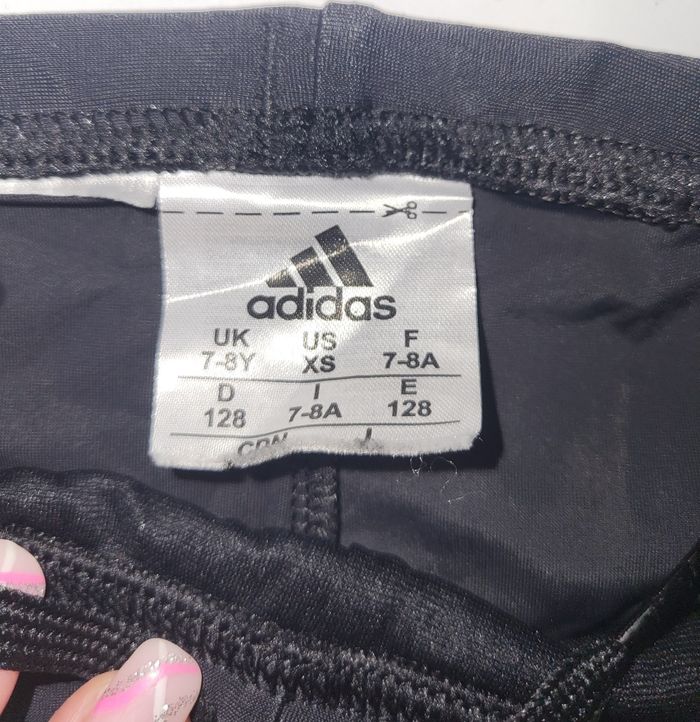 adidas
UK US F
7-8Y XS 7-8A
D I E
128 7-8A 128